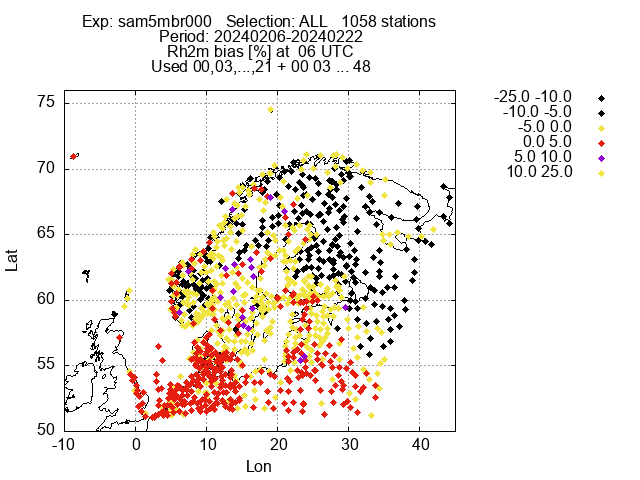 Exp: sam5mbr000   Selection: ALL   1058 stations
Period: 20240206-20240222
Rh2m bias [%] at  06 UTC
Used 00,03,...,21 + 00 03 ... 48
-25.0 -10.0
-10.0 -5.0
-5.0 0.0
0.0 5.0
5.0 10.0
10.0 25.0
75
70
65
60
55
50
Lat
-10 0 10 20 30 40
Lon